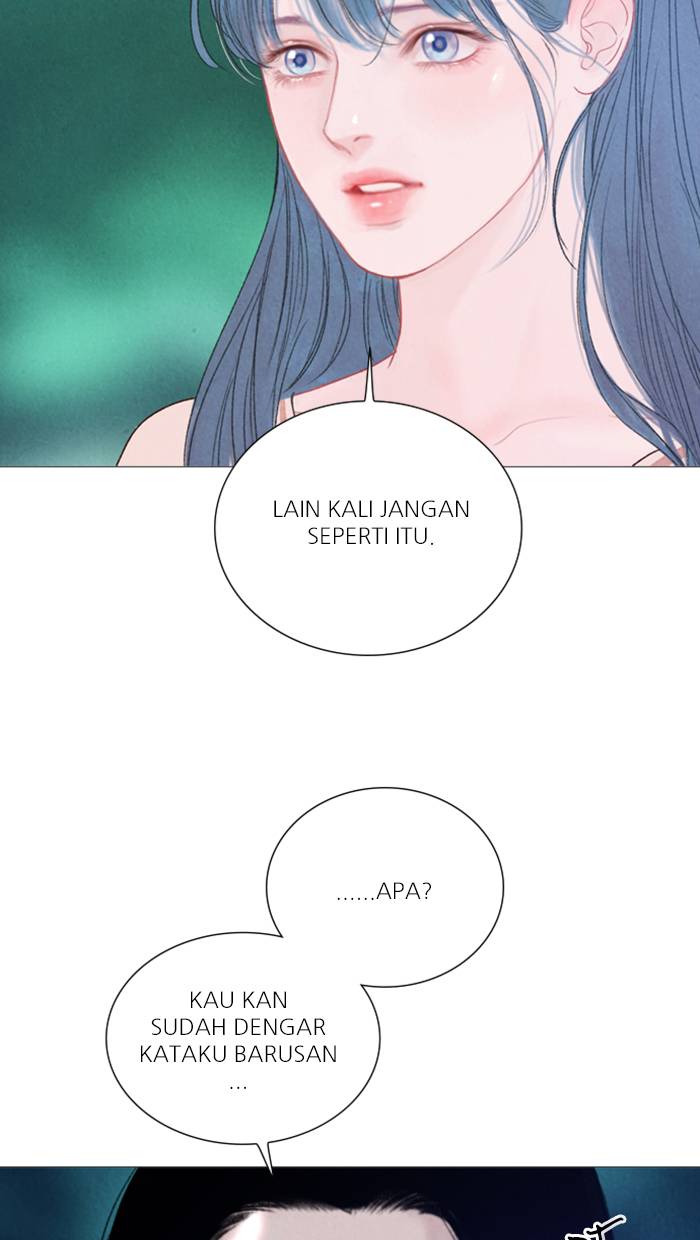 LAIN KALI JANGAN
SEPERTI ITU.
......APA?
KAU KAN
SUDAH DENGAR
KATAKU BARUSAN
...